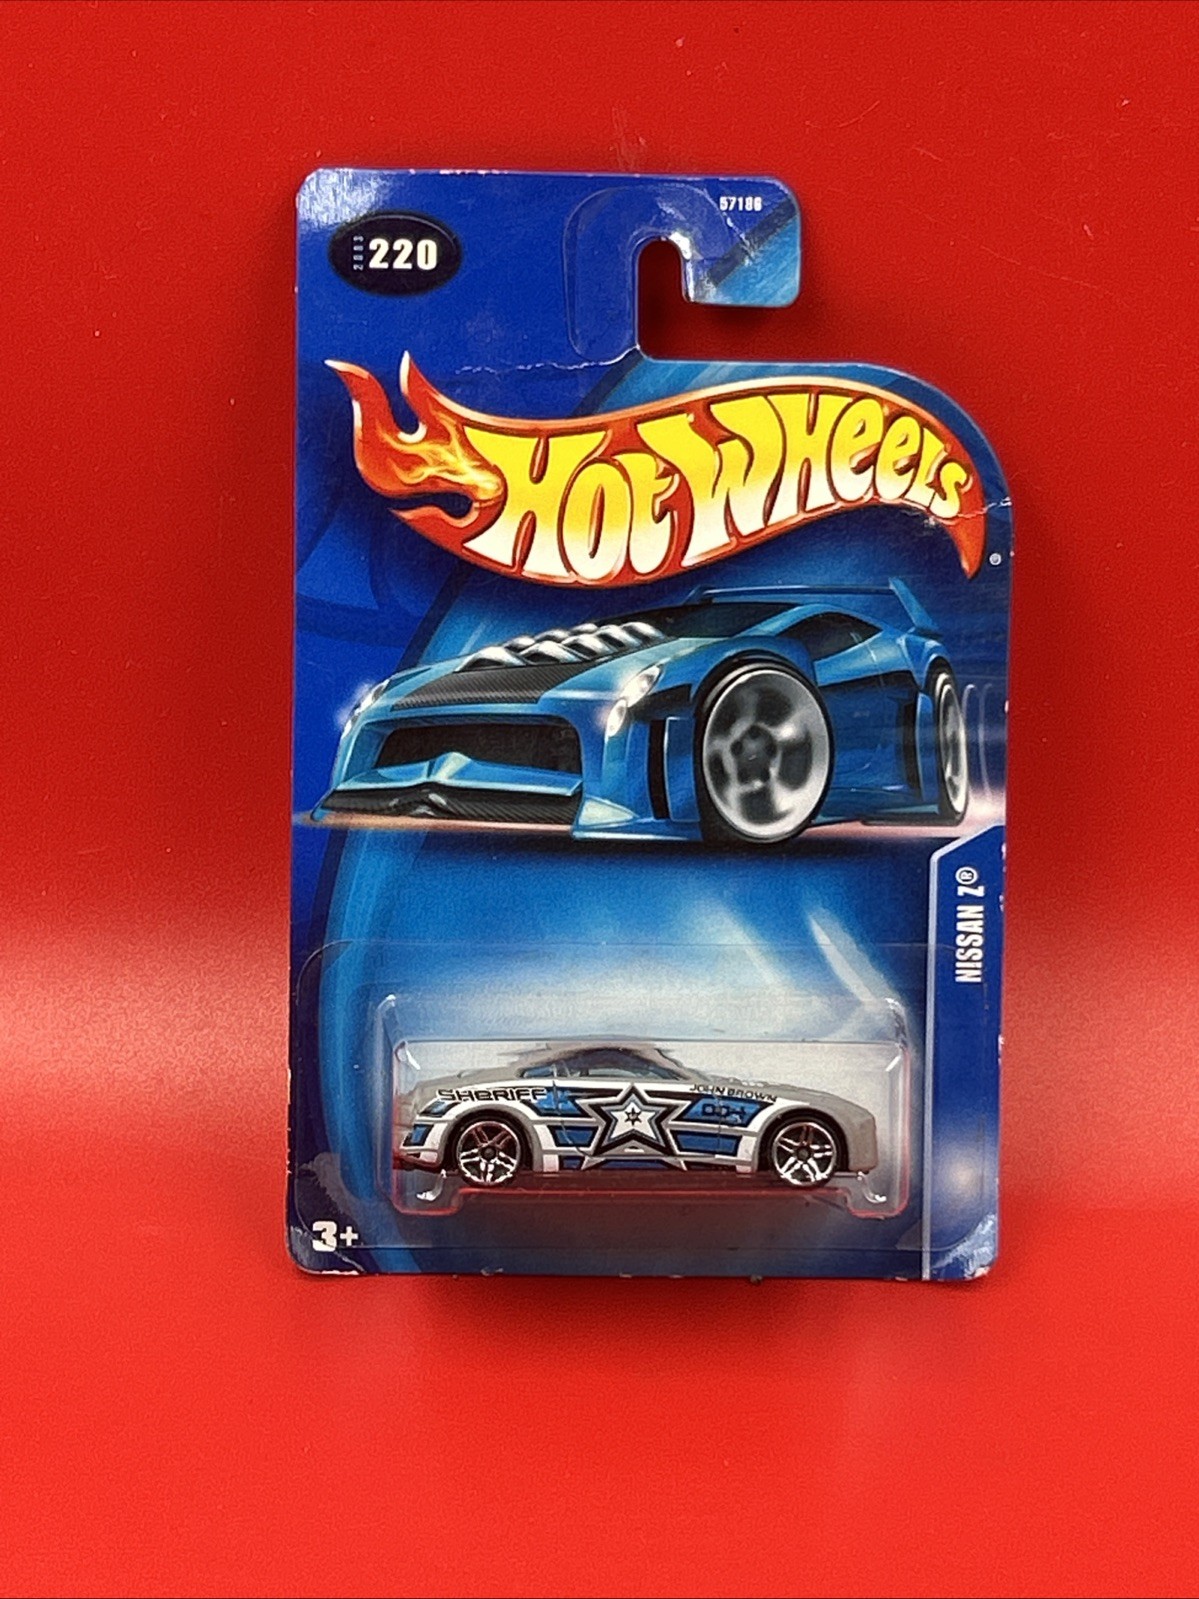 57186
2003
220
HOT WHEELS
®
NISSAN Z®
SHERIFF
JOHN BROWN
3+